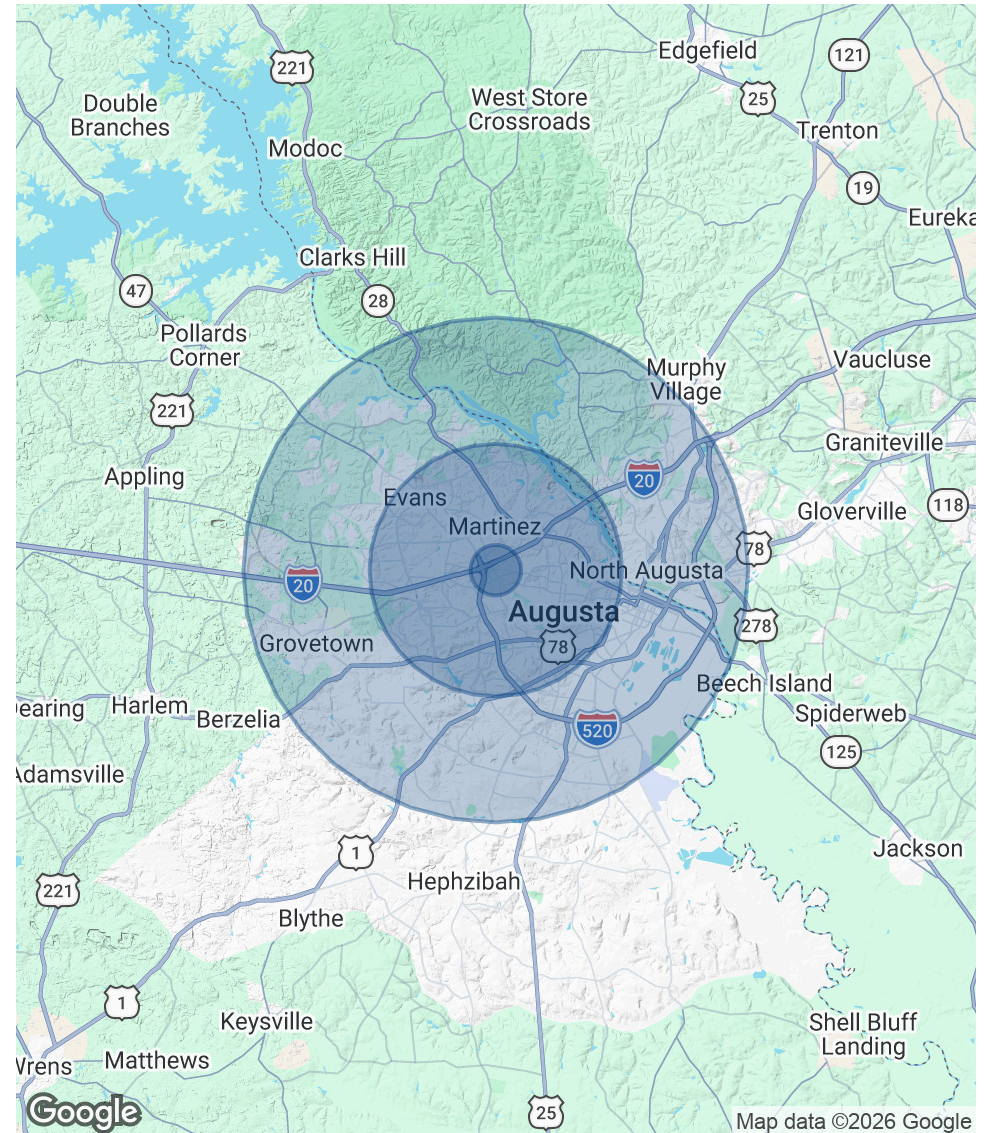 Edgefield
121
221
25
Double
Branches
West Store
Crossroads
Trenton
Modoc
19
Eureka
Clarks Hill
47
28
Pollards
Corner
Murphy
Village
Vaucluse
221
Graniteville
Appling
20
Evans
118
Gloverville
Martinez
78
20
North Augusta
Augusta
278
Grovetown
78
Beech Island
earing
Harlem
Berzelia
Spiderweb
520
125
Adamsville
1
Jackson
Hephzibah
221
Blythe
1
Keysville
Shell Bluff
Landing
Wrens
Matthews
25
Google
Map data ©2026 Google